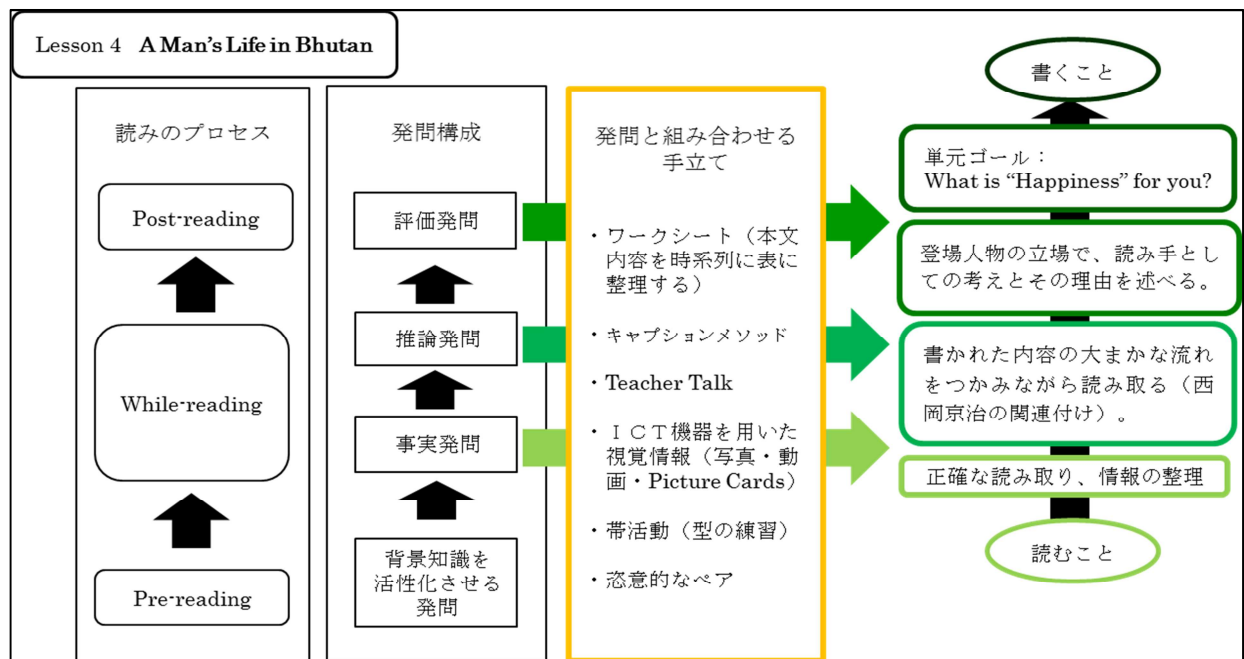 Lesson 4 A Man's Life in Bhutan
読みのプロセス
Post-reading
While-reading
Pre-reading
発問構成
評価発問
推論発問
事実発問
背景知識を
活性化させる
発問
発問と組み合わせる
手立て
・ワークシート(本文
内容を時系列に表に
整理する)
・キャプションメソッド
・Teacher Talk
・ICT機器を用いた
視覚情報(写真・動
画・Picture Cards)
・帯活動(型の練習)
・恣意的なペア
書くこと
単元ゴール:
What is “Happiness” for you?
登場人物の立場で、読み手とし
ての考えとその理由を述べる。
書かれた内容の大まかな流れ
をつかみながら読み取る(西
岡京治の関連付け)。
正確な読み取り、情報の整理
読むこと